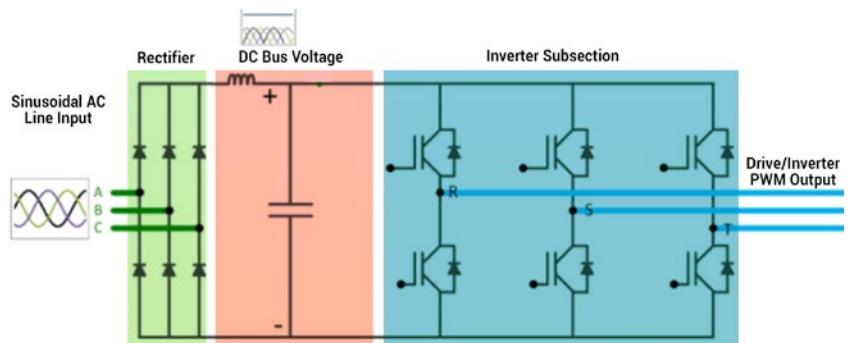 Rectifier
DC Bus Voltage
Inverter Subsection
Sinusoidal AC
Line Input
+
A
B
C
R
S
T
Drive/Inverter
PWM Output
-